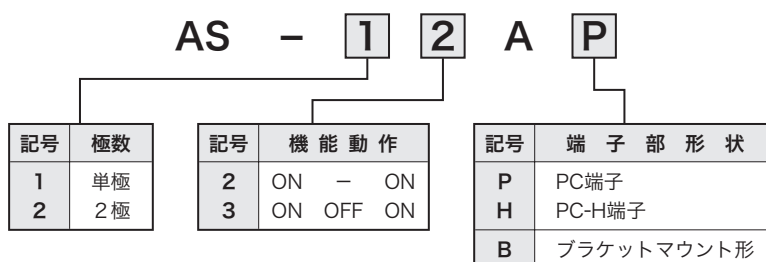 AS – 1 2 A P
記号 極数
1 単極
2 2極
記号 機能動作
2 ON – ON
3 ON OFF ON
記号 端子部形状
P PC端子
H PC-H端子
B ブラケットマウント形